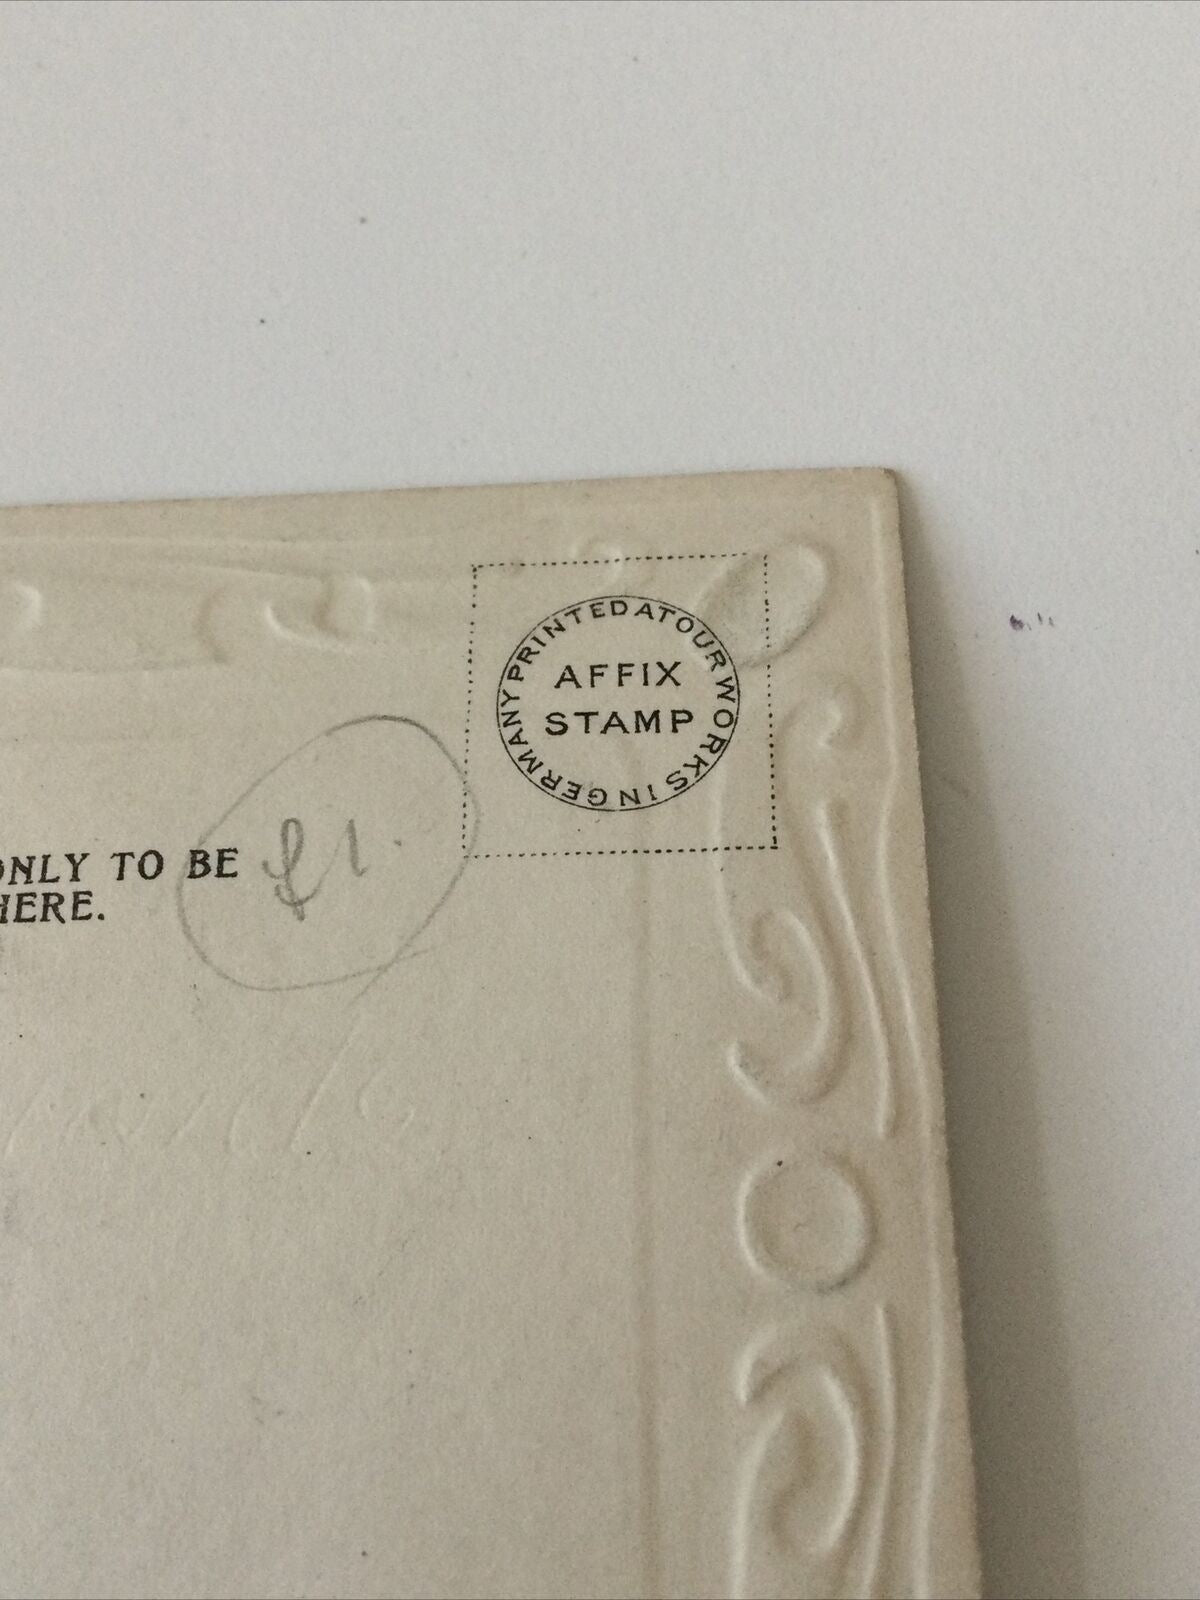 PRINTED AT OUR WORKS IN GERMANY
AFFIX
STAMP
ONLY TO BE
HERE.
£1.